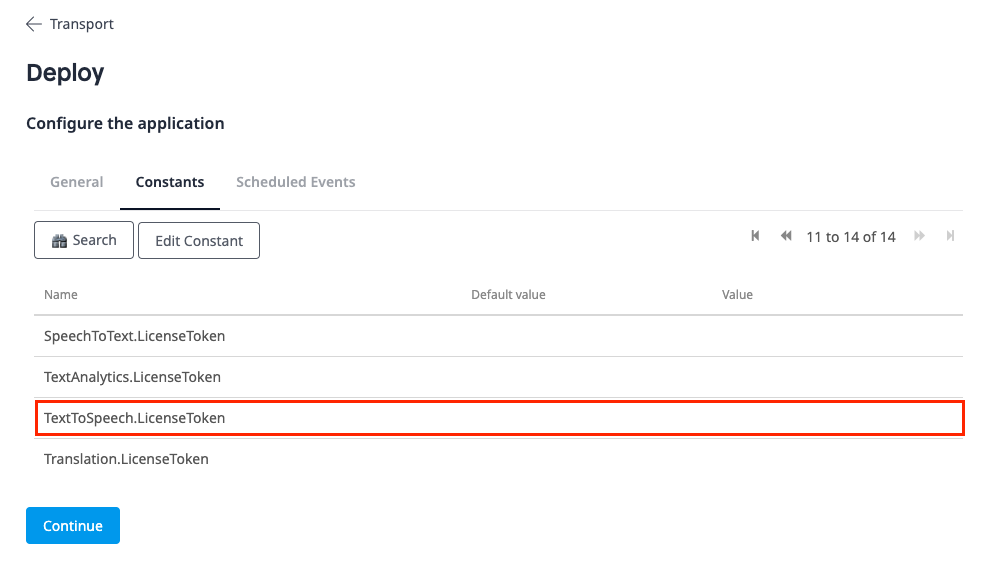 Transport
Deploy
Configure the application
General Constants Scheduled Events
Search Edit Constant 11 to 14 of 14
Name Default value Value
SpeechToText.LicenseToken
TextAnalytics.LicenseToken
TextToSpeech.LicenseToken
Translation.LicenseToken
Continue